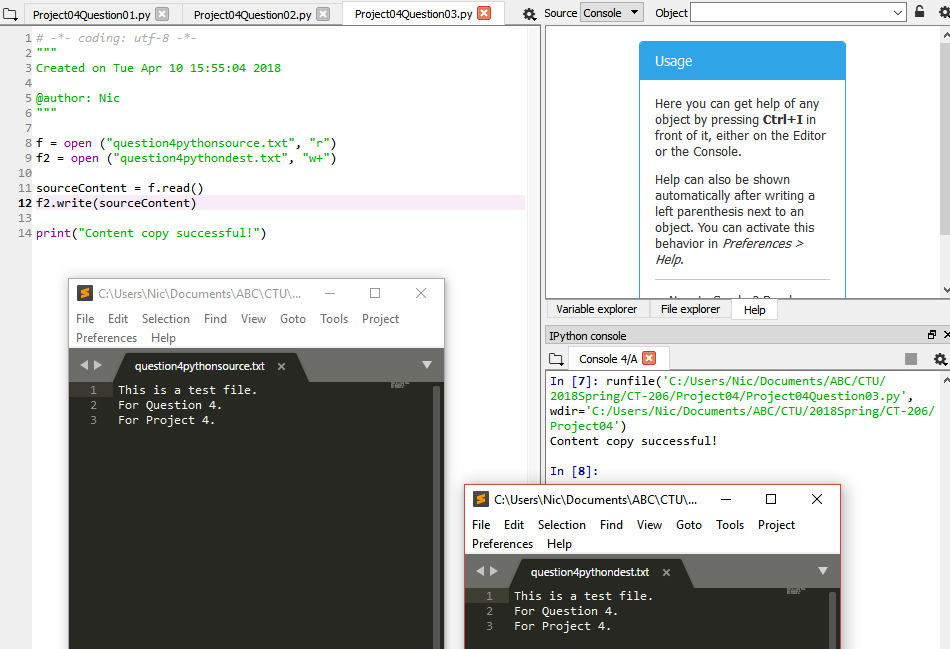 Project04Question01.py Project04Question02.py Project04Question03.py
Source Console Object
1 # -*- coding: utf-8 -*-
2 """
3 Created on Tue Apr 10 15:55:04 2018
4
5 @author: Nic
6 """
7
8 f = open ("question4pythonsource.txt", "r")
9 f2 = open ("question4pythondest.txt", "w+")
10
11 sourceContent = f.read()
12 f2.write(sourceContent)
13
14 print("Content copy successful!")
Usage
Here you can get help of any
object by pressing Ctrl+I in
front of it, either on the Editor
or the Console.
Help can also be shown
automatically after writing a
left parenthesis next to an
object. You can activate this
behavior in Preferences >
Help.
Variable explorer File explorer Help
IPython console
Console 4/A
In [7]: runfile('C:/Users/Nic/Documents/ABC/CTU/
2018Spring/CT-206/Project04/Project04Question03.py',
wdir='C:/Users/Nic/Documents/ABC/CTU/2018Spring/CT-206/
Project04')
Content copy successful!
In [8]:
C:\Users\Nic\Documents\ABC\CTU\...
File Edit Selection Find View Goto Tools Project
Preferences Help
question4pythonsource.txt
1 This is a test file.
2 For Question 4.
3 For Project 4.
C:\Users\Nic\Documents\ABC\CTU\...
File Edit Selection Find View Goto Tools Project
Preferences Help
question4pythondest.txt
1 This is a test file.
2 For Question 4.
3 For Project 4.